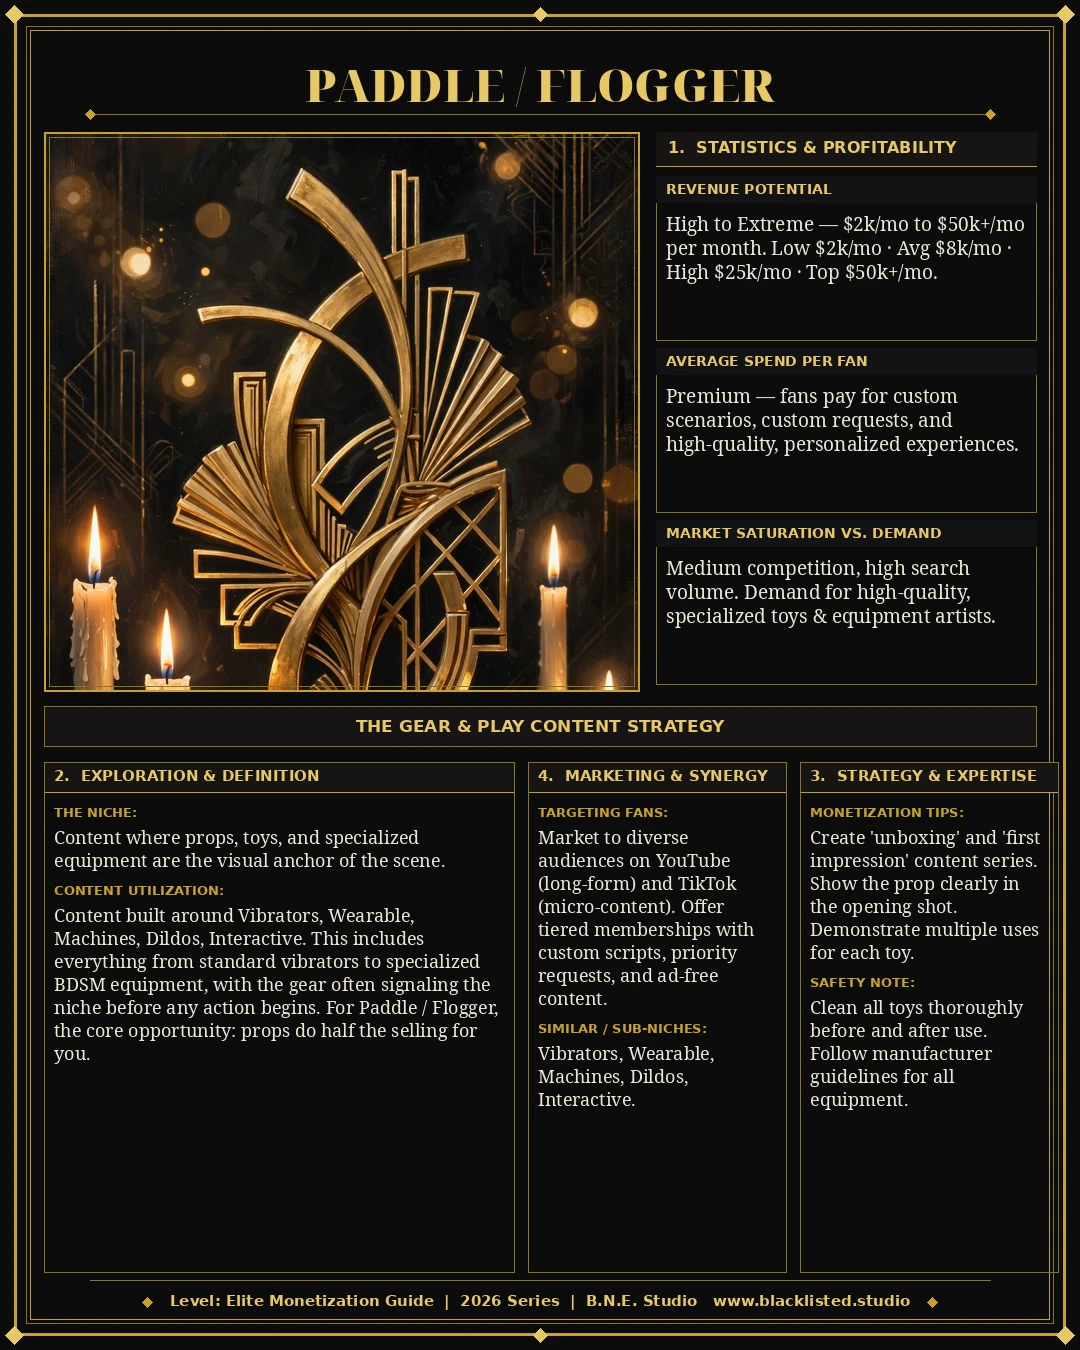 PADDLE / FLOGGER
1. STATISTICS & PROFITABILITY
REVENUE POTENTIAL
High to Extreme — $2k/mo to $50k+/mo
per month. Low $2k/mo · Avg $8k/mo ·
High $25k/mo · Top $50k+/mo.
AVERAGE SPEND PER FAN
Premium — fans pay for custom
scenarios, custom requests, and
high-quality, personalized experiences.
MARKET SATURATION VS. DEMAND
Medium competition, high search
volume. Demand for high-quality,
specialized toys & equipment artists.
THE GEAR & PLAY CONTENT STRATEGY
2. EXPLORATION & DEFINITION
THE NICHE:
Content where props, toys, and specialized
equipment are the visual anchor of the scene.
CONTENT UTILIZATION:
Content built around Vibrators, Wearable,
Machines, Dildos, Interactive. This includes
everything from standard vibrators to specialized
BDSM equipment, with the gear often signaling the
niche before any action begins. For Paddle / Flogger,
the core opportunity: props do half the selling for
you.
4. MARKETING & SYNERGY
TARGETING FANS:
Market to diverse
audiences on YouTube
(long-form) and TikTok
(micro-content). Offer
tiered memberships with
custom scripts, priority
requests, and ad-free
content.
SIMILAR / SUB-NICHES:
Vibrators, Wearable,
Machines, Dildos,
Interactive.
3. STRATEGY & EXPERTISE
MONETIZATION TIPS:
Create 'unboxing' and 'first
impression' content series.
Show the prop clearly in
the opening shot.
Demonstrate multiple uses
for each toy.
SAFETY NOTE:
Clean all toys thoroughly
before and after use.
Follow manufacturer
guidelines for all
equipment.
Level: Elite Monetization Guide | 2026 Series | B.N.E. Studio www.blacklisted.studio